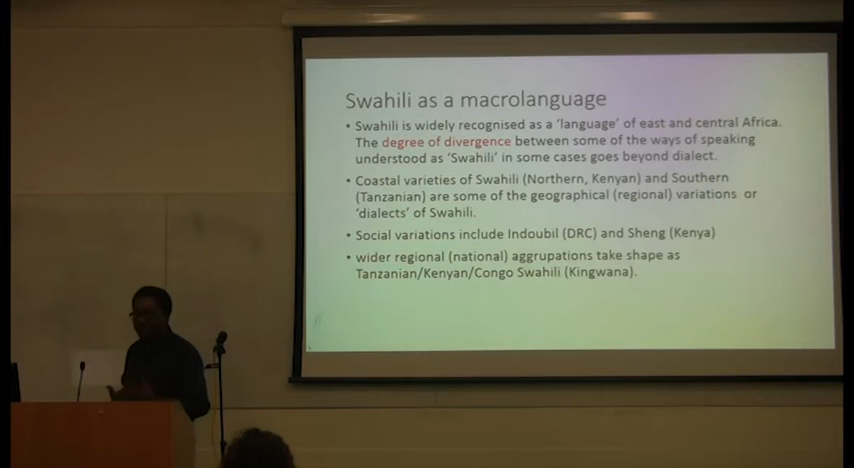 Swahili as a macrolanguage
• Swahili is widely recognised as a 'language' of east and central Africa.
The degree of divergence between some of the ways of speaking
understood as 'Swahili' in some cases goes beyond dialect.
• Coastal varieties of Swahili (Northern, Kenyan) and Southern
(Tanzanian) are some of the geographical (regional) variations or
'dialects' of Swahili.
• Social variations include Indoubil (DRC) and Sheng (Kenya)
• wider regional (national) aggrupations take shape as
Tanzanian/Kenyan/Congo Swahili (Kingwana).